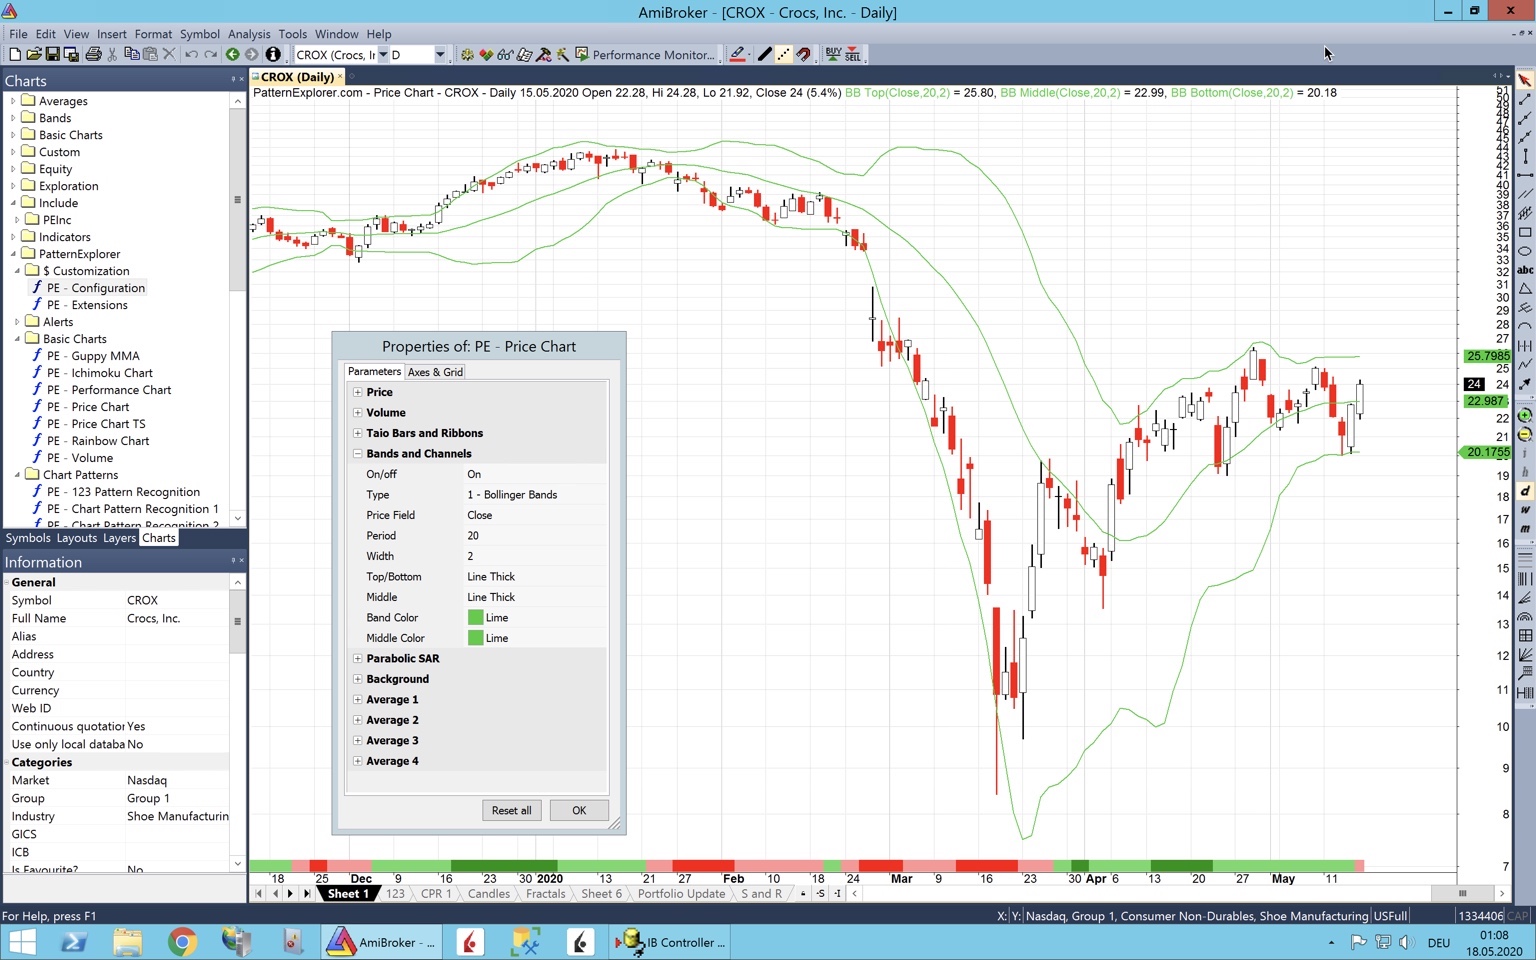 AmiBroker - [CROX - Crocs, Inc. - Daily]
File Edit View Insert Format Symbol Analysis Tools Window Help
CROX (Crocs, Ir D Performance Monitor... BUY SELL
Charts
CROX (Daily)
PatternExplorer.com - Price Chart - CROX - Daily 15.05.2020 Open 22.28, Hi 24.28, Lo 21.92, Close 24 (5.4%) BB Top(Close,20,2) = 25.80, BB Middle(Close,20,2) = 22.99, BB Bottom(Close,20,2) = 20.18
Averages
Bands
Basic Charts
Custom
Equity
Exploration
Include
PEInc
Indicators
PatternExplorer
$ Customization
PE - Configuration
PE - Extensions
Alerts
Basic Charts
PE - Guppy MMA
PE - Ichimoku Chart
PE - Performance Chart
PE - Price Chart
PE - Price Chart TS
PE - Rainbow Chart
PE - Volume
Chart Patterns
PE - 123 Pattern Recognition
PE - Chart Pattern Recognition 1
PE - Chart Pattern Recognition 2
Symbols Layouts Layers Charts
Information
General
Symbol CROX
Full Name Crocs, Inc.
Alias
Address
Country
Currency
Web ID
Continuous quotation Yes
Use only local databa No
Categories
Market Nasdaq
Group Group 1
Industry Shoe Manufacturin
GICS
ICB
Is Favourite? No
Properties of: PE - Price Chart
Parameters Axes & Grid
Price
Volume
Taio Bars and Ribbons
Bands and Channels
On/off On
Type 1 - Bollinger Bands
Price Field Close
Period 20
Width 2
Top/Bottom Line Thick
Middle Line Thick
Band Color Lime
Middle Color Lime
Parabolic SAR
Background
Average 1
Average 2
Average 3
Average 4
Reset all OK
51
50
49
48
47
46
45
44
43
42
41
40
39
38
37
36
35
34
33
32
31
30
29
28
27
25.7985
25
24
22.987
22
21
20.1755
19
18
17
16
15
14
13
12
11
10
9
8
7
abc
i
h
d
w
m
18 25 Dec 9 16 23 30 2020 13 21 27 Feb 10 18 24 Mar 9 16 23 30 Apr 6 13 20 27 May 11
Sheet 1 123 CPR 1 Candles Fractals Sheet 6 Portfolio Update S and R -S -I
For Help, press F1
X: Y: Nasdaq, Group 1, Consumer Non-Durables, Shoe Manufacturing USFull 1334406 CAP
AmiBroker - ... IB Controller ... DEU 01:08
18.05.2020